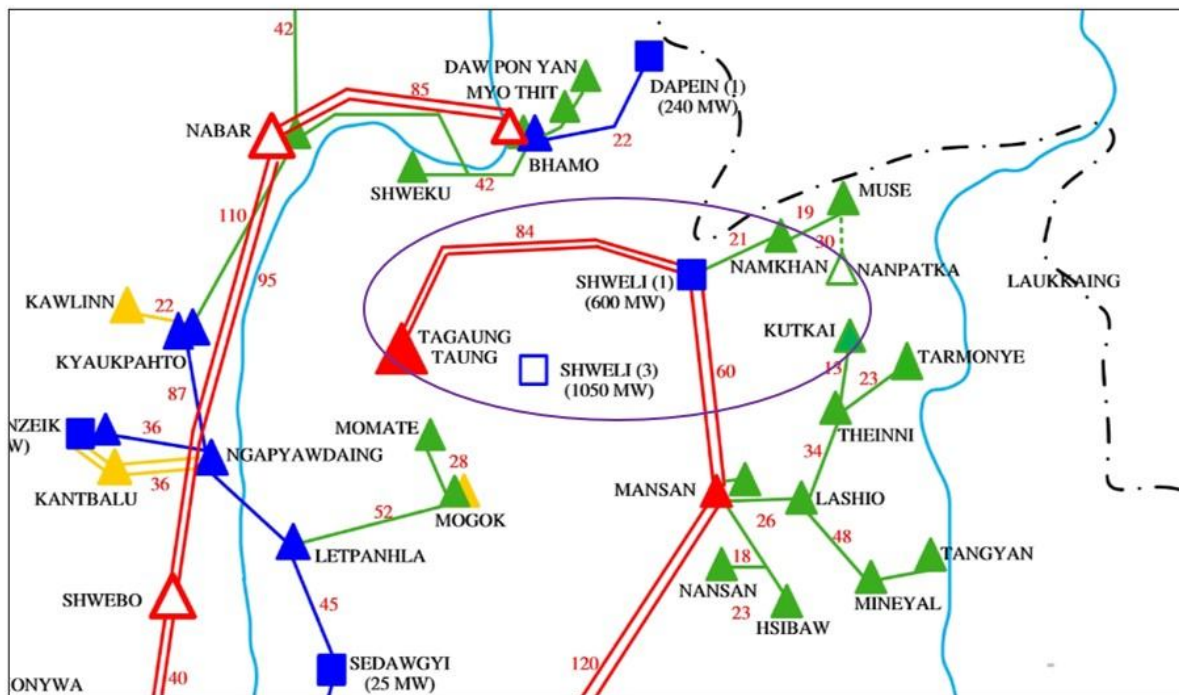 42
DAW PON YAN
MYO THIT
DAPEIN (1)
(240 MW)
85
NABAR
BHAMO
22
SHWEKU
42
MUSE
19
110
84
21
30
NAMKHAN
NANPATKA
95
SHWELI (1)
(600 MW)
LAUKKAING
KAWLINN
22
KYAUKPAHTO
TAGAUNG
TAUNG
KUTKAI
TARMONYE
SHWELI (3)
(1050 MW)
60
13
23
87
NZEIK
W)
36
MOMATE
THEINNI
NGAPYAWDAING
34
KANTBALU
36
28
MANSAN
LASHIO
52
MOGOK
26
48
LETPANHLA
18
TANGYAN
NANSAN
MINEYAL
SHWEBO
45
23
HSIBAW
SEDAWGYI
(25 MW)
120
40
ONYWA